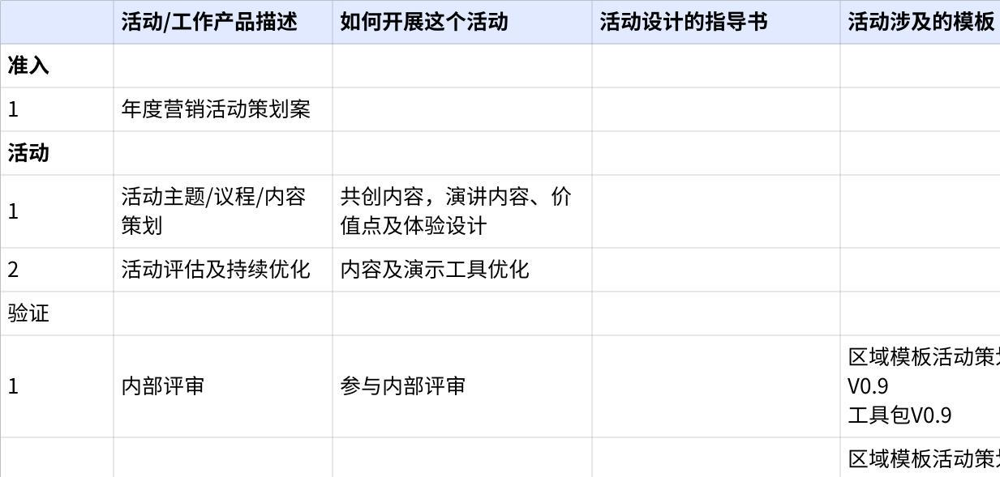 活动/工作产品描述 如何开展这个活动 活动设计的指导书 活动涉及的模板
准入
1 年度营销活动策划案
活动
1 活动主题/议程/内容策划 共创内容，演讲内容、价值点及体验设计
2 活动评估及持续优化 内容及演示工具优化
验证
1 内部评审 参与内部评审 区域模板活动策
V0.9
工具包V0.9
区域模板活动策